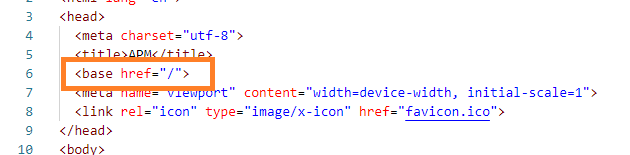 3 <head>
4 <meta charset="utf-8">
5 <title>APM</title>
6 <base href="/">
7 <meta name="viewport" content="width=device-width, initial-scale=1">
8 <link rel="icon" type="image/x-icon" href="favicon.ico">
9 </head>
10 <body>